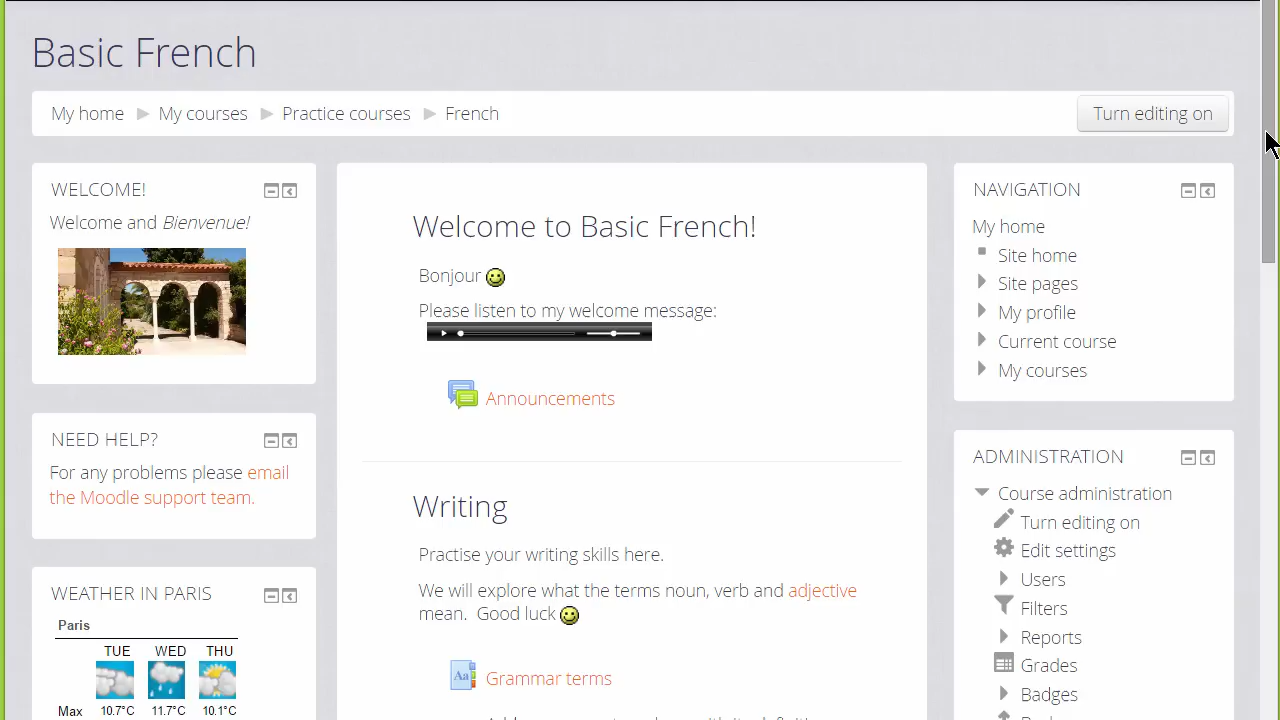 Basic French
My home
My courses
Practice courses
French
Turn editing on
WELCOME!
Welcome and Bienvenue!
NEED HELP?
For any problems please email
the Moodle support team.
WEATHER IN PARIS
Paris
TUE WED THU
Max 10.7°C 11.7°C 10.1°C
Welcome to Basic French!
Bonjour
Please listen to my welcome message:
Announcements
Writing
Practise your writing skills here.
We will explore what the terms noun, verb and adjective
mean. Good luck
Aa
Grammar terms
NAVIGATION
My home
Site home
Site pages
My profile
Current course
My courses
ADMINISTRATION
Course administration
Turn editing on
Edit settings
Users
Filters
Reports
Grades
Badges